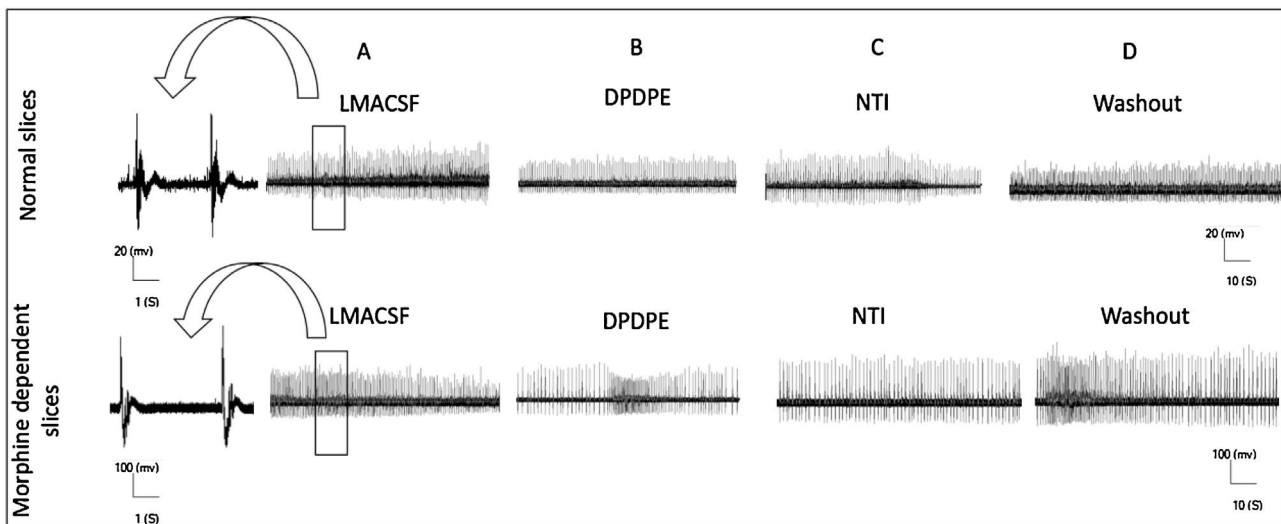 A
B
C
D
Normal slices
LMACSF
DPDPE
NTI
Washout
20 (mv)
1 (S)
20 (mv)
10 (S)
Morphine dependent
slices
LMACSF
DPDPE
NTI
Washout
100 (mv)
1 (S)
100 (mv)
10 (S)